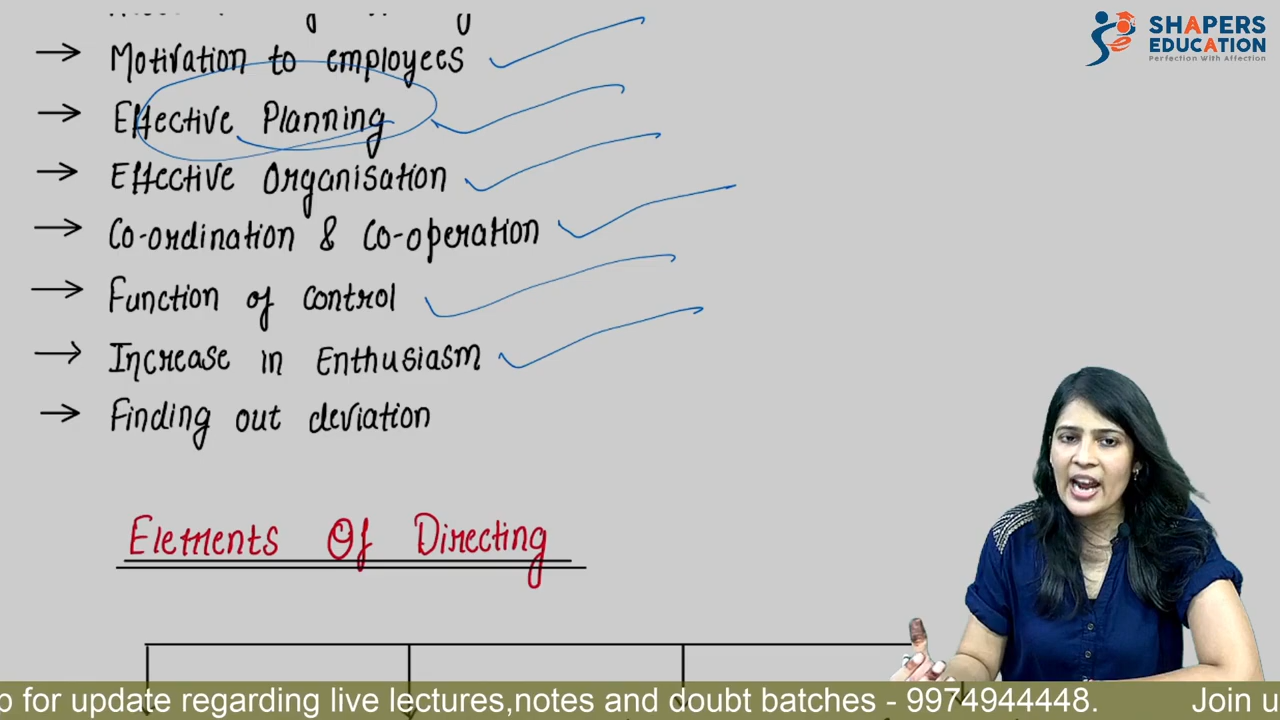 SHAPERS
EDUCATION
Perfection With Affection
→ Motivation to employees
→ Effective Planning
→ Effective Organisation
→ Co-ordination & Co-operation
→ Function of control
→ Increase in Enthusiasm
→ Finding out deviation
Elements Of Directing
p for update regarding live lectures,notes and doubt batches - 9974944448. Join u